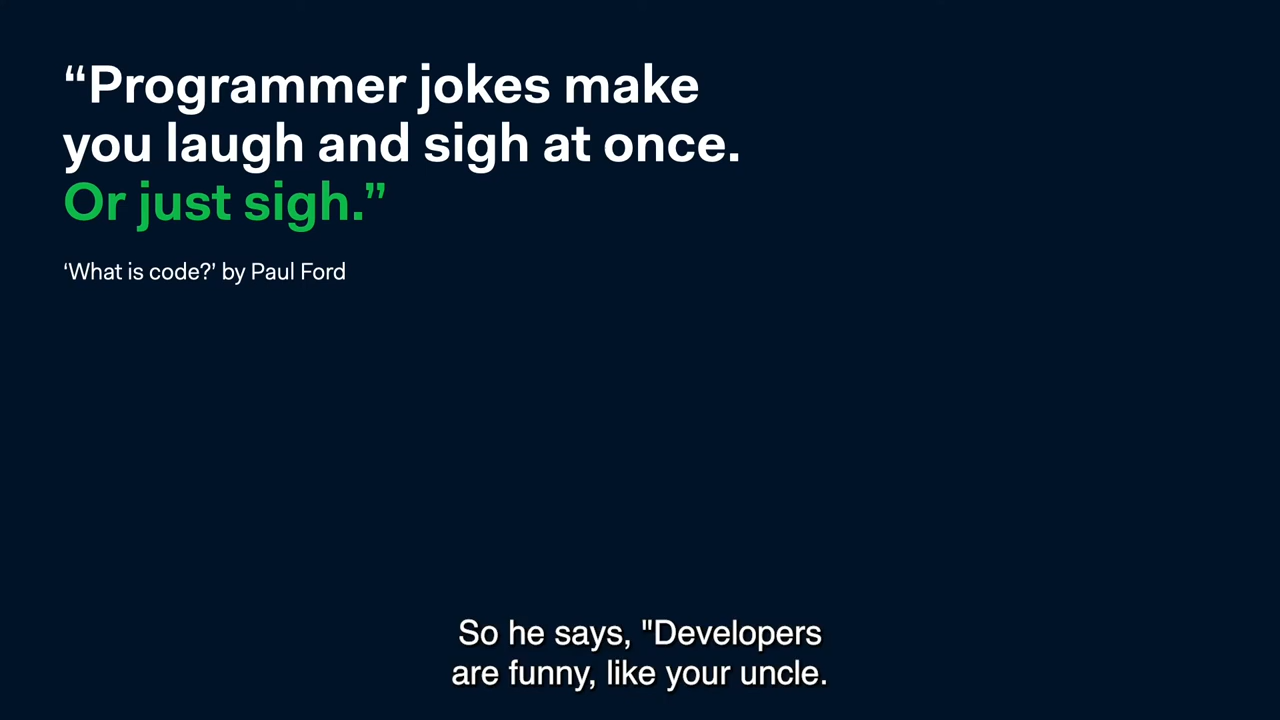 “Programmer jokes make
you laugh and sigh at once.
Or just sigh.”
‘What is code?’ by Paul Ford
So he says, "Developers
are funny, like your uncle.